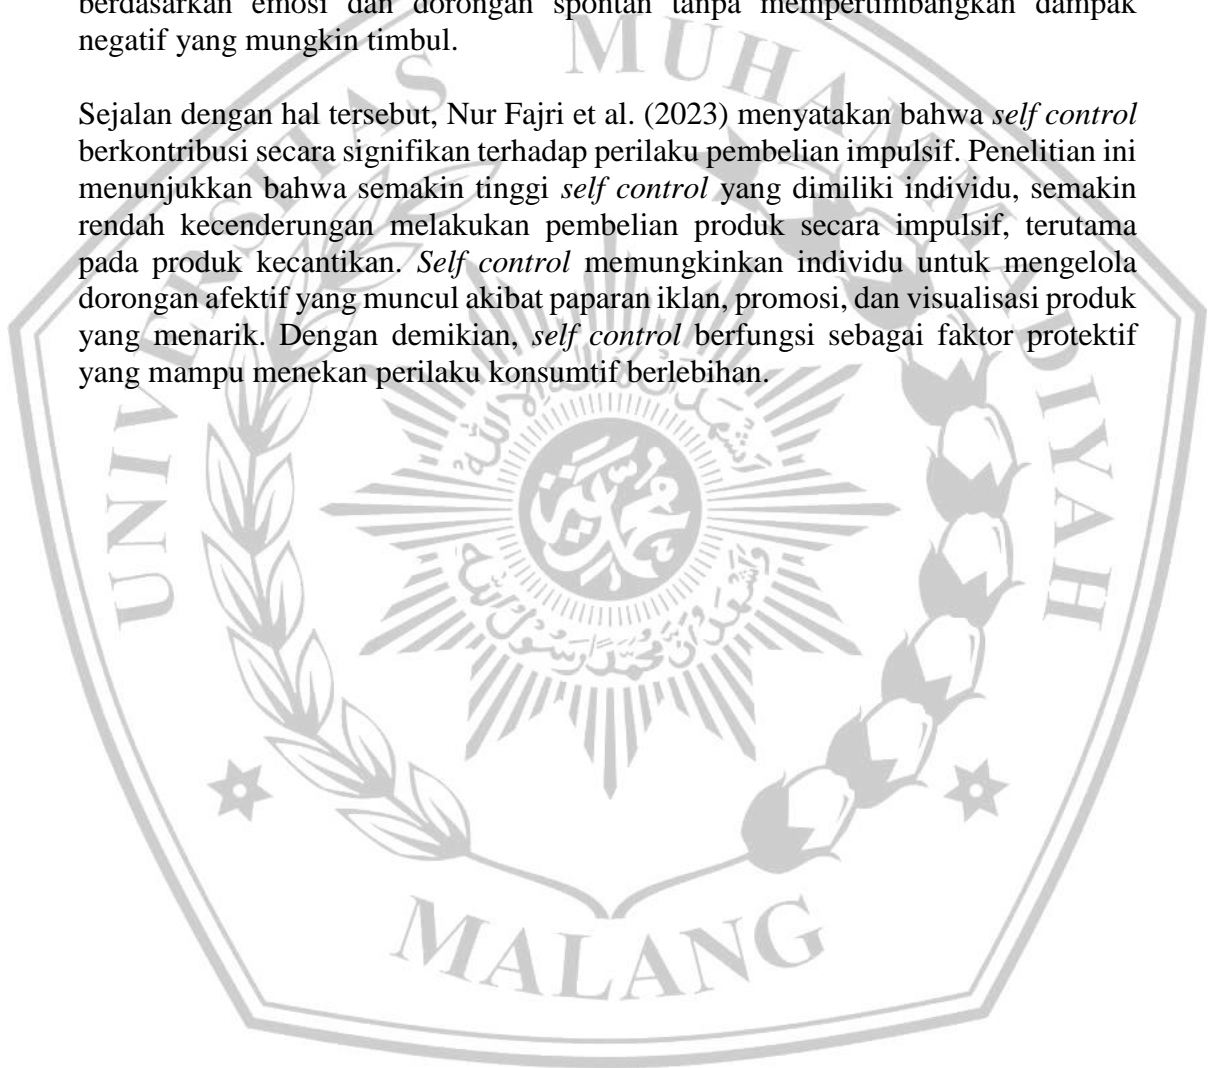 berdasarkan emosi dan dorongan spontan tanpa mempertimbangkan dampak
negatif yang mungkin timbul.
Sejalan dengan hal tersebut, Nur Fajri et al. (2023) menyatakan bahwa self control
berkontribusi secara signifikan terhadap perilaku pembelian impulsif. Penelitian ini
menunjukkan bahwa semakin tinggi self control yang dimiliki individu, semakin
rendah kecenderungan melakukan pembelian produk secara impulsif, terutama
pada produk kecantikan. Self control memungkinkan individu untuk mengelola
dorongan afektif yang muncul akibat paparan iklan, promosi, dan visualisasi produk
yang menarik. Dengan demikian, self control berfungsi sebagai faktor protektif
yang mampu menekan perilaku konsumtif berlebihan.
UNIVERSITAS MUHAMMADIYAH
MALANG